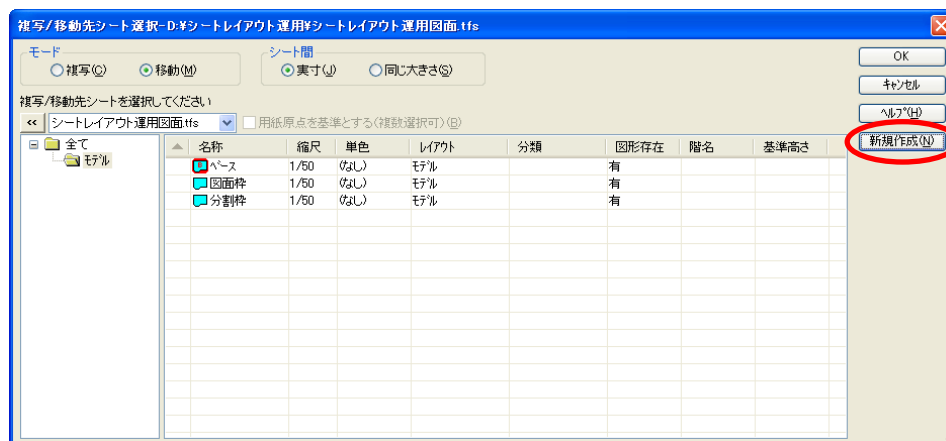 複写/移動先シート選択-D:¥シートレイアウト運用¥シートレイアウト運用図面.tfs
モード
複写(C) 移動(M)
シート間
実寸(J) 同じ大きさ(S)
OK
キャンセル
ヘルプ(H)
新規作成(N)
複写/移動先シートを選択してください
<< シートレイアウト運用図面.tfs 用紙原点を基準とする(複数選択可)(B)
全て
モデル
名称 縮尺 単色 レイアウト 分類 図形存在 階名 基準高さ
ベース 1/50 (なし) モデル 有
図面枠 1/50 (なし) モデル 有
分割枠 1/50 (なし) モデル 有